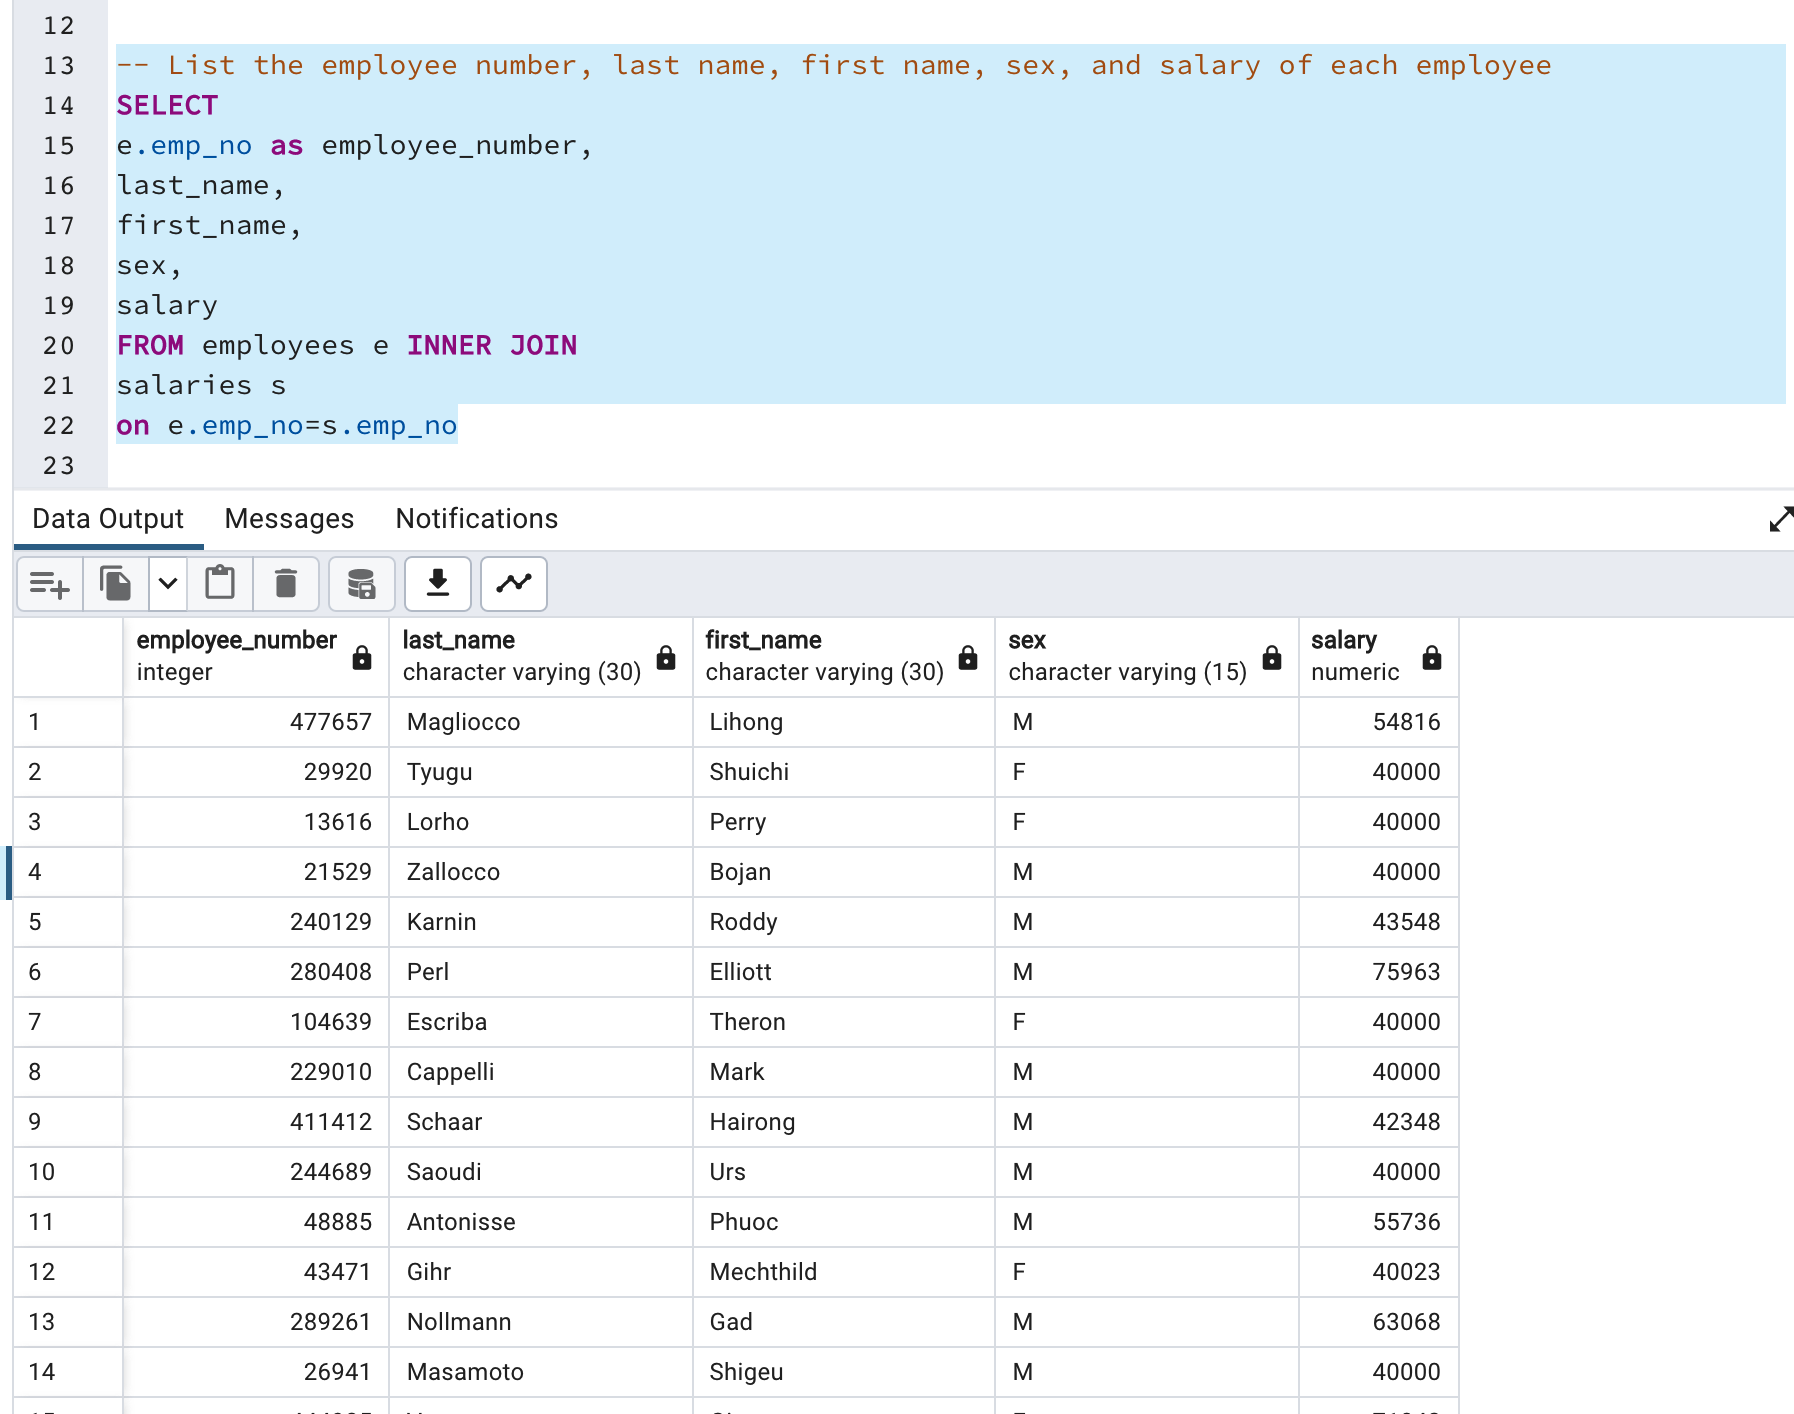 12
13 -- List the employee number, last name, first name, sex, and salary of each employee
14 SELECT
15 e.emp_no as employee_number,
16 last_name,
17 first_name,
18 sex,
19 salary
20 FROM employees e INNER JOIN
21 salaries s
22 on e.emp_no=s.emp_no
23
Data Output Messages Notifications
employee_number last_name first_name sex salary
integer character varying (30) character varying (30) character varying (15) numeric
1 477657 Magliocco Lihong M 54816
2 29920 Tyugu Shuichi F 40000
3 13616 Lorho Perry F 40000
4 21529 Zallocco Bojan M 40000
5 240129 Karnin Roddy M 43548
6 280408 Perl Elliott M 75963
7 104639 Escriba Theron F 40000
8 229010 Cappelli Mark M 40000
9 411412 Schaar Hairong M 42348
10 244689 Saoudi Urs M 40000
11 48885 Antonisse Phuoc M 55736
12 43471 Gihr Mechthild F 40023
13 289261 Nollmann Gad M 63068
14 26941 Masamoto Shigeu M 40000